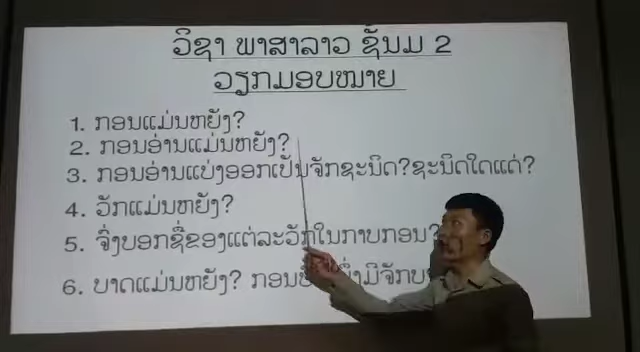 ວິຊາ ພາສາລາວ ຊັ້ນມ 2
ວຽກມອບໝາຍ
1. ກອນແມ່ນຫຍັງ?
2. ກອນອ່ານແມ່ນຫຍັງ?
3. ກອນອ່ານແບ່ງອອກເປັນຈັກຊະນິດ?ຊະນິດໃດແດ່?
4. ວັກແມ່ນຫຍັງ?
5. ຈົ່ງບອກຊື່ຂອງແຕ່ລະວັກໃນກາບກອນ?
6. ບາດແມ່ນຫຍັງ? ກອນ